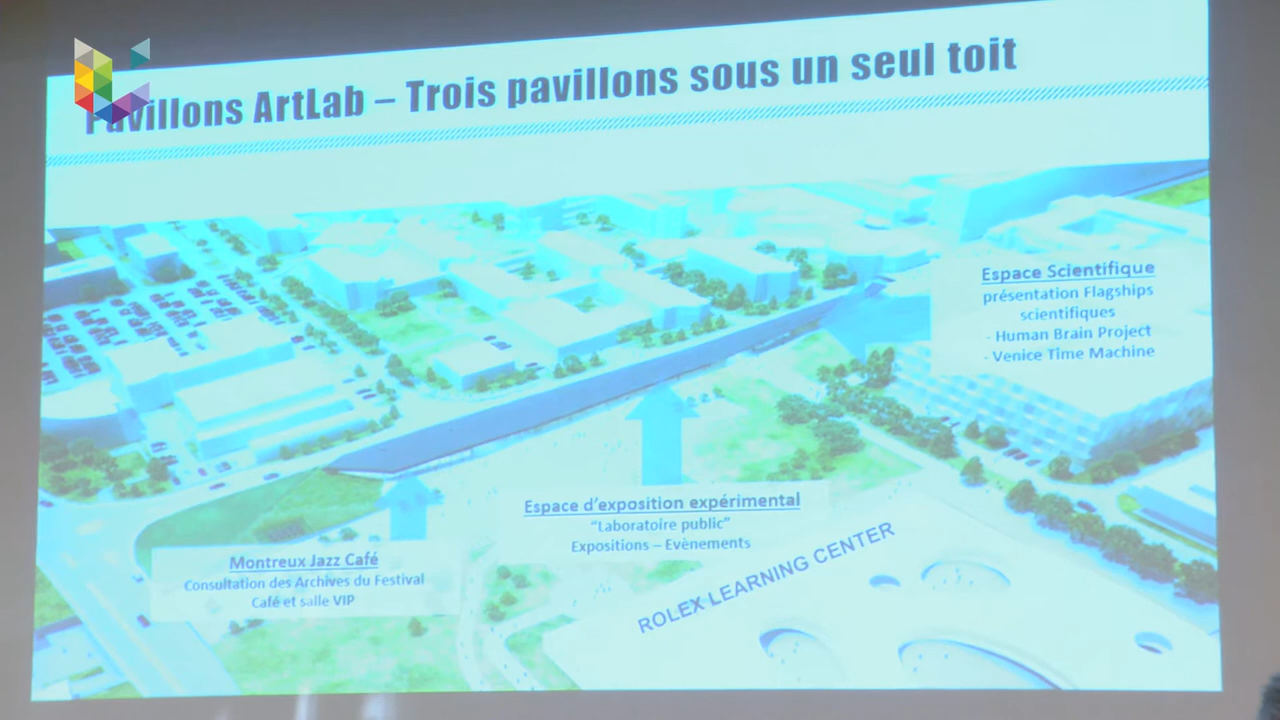 Pavillons ArtLab – Trois pavillons sous un seul toit
Espace Scientifique
présentation Flagships
scientifiques
- Human Brain Project
- Venice Time Machine
Espace d'exposition expérimental
"Laboratoire public"
Expositions – Evènements
Montreux Jazz Café
Consultation des Archives du Festival
Café et salle VIP
ROLEX LEARNING CENTER